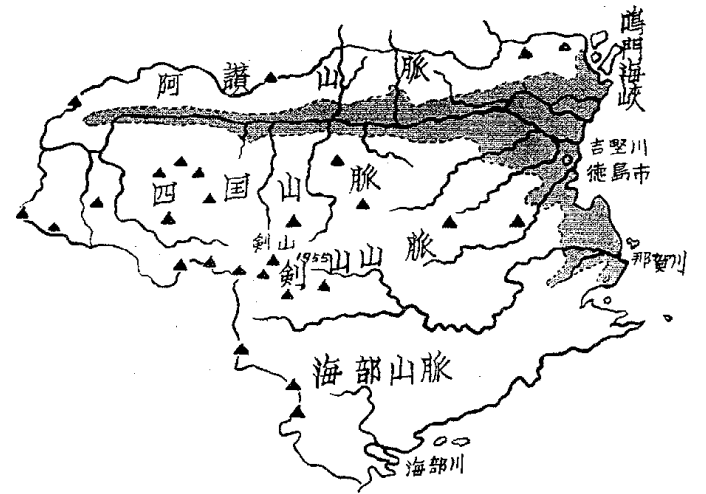 鳴門海峡
阿讃山脈
吉野川
徳島市
四国山脈
剣山
1955
剣山山脈
那賀川
海部山脈
海部川